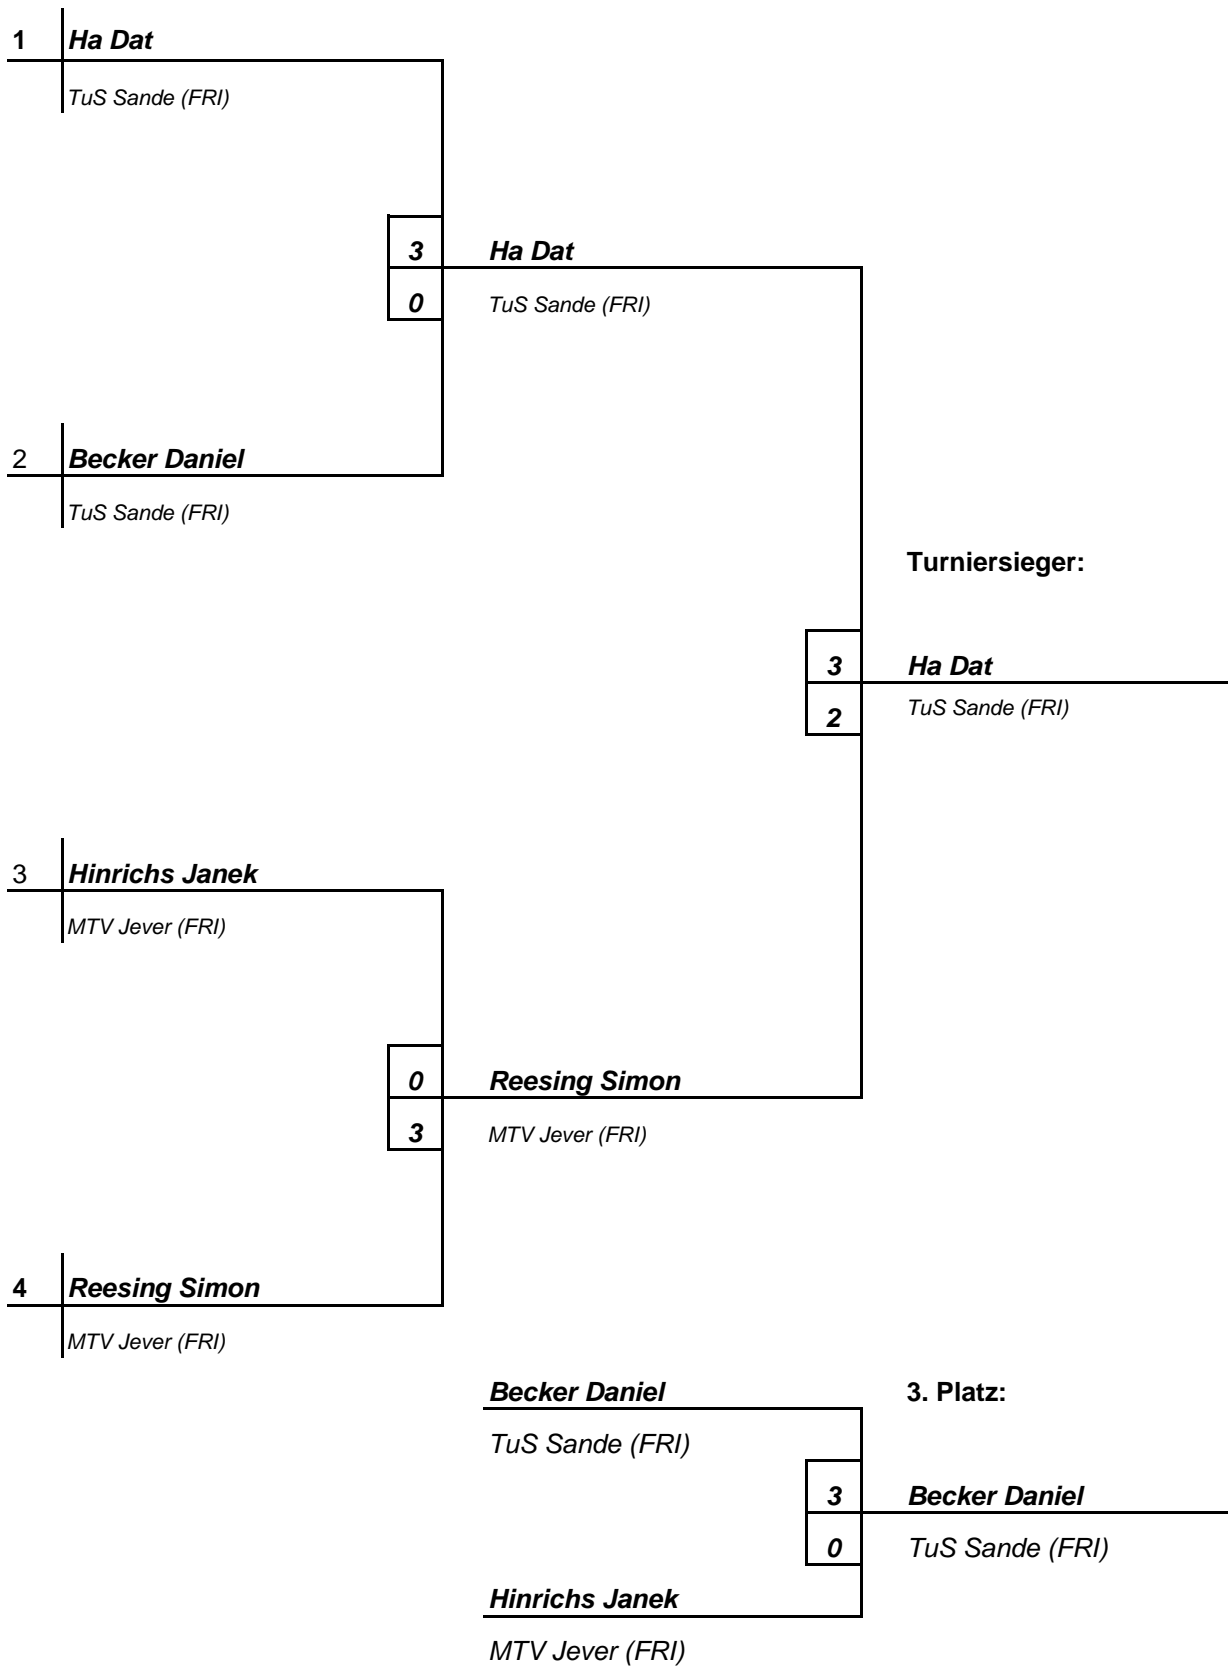 1 Ha Dat
TuS Sande (FRI)
3 Ha Dat
0 TuS Sande (FRI)
2 Becker Daniel
TuS Sande (FRI)
Turniersieger:
3 Ha Dat
2 TuS Sande (FRI)
3 Hinrichs Janek
MTV Jever (FRI)
0 Reesing Simon
3 MTV Jever (FRI)
4 Reesing Simon
MTV Jever (FRI)
Becker Daniel 3. Platz:
TuS Sande (FRI)
3 Becker Daniel
0 TuS Sande (FRI)
Hinrichs Janek
MTV Jever (FRI)